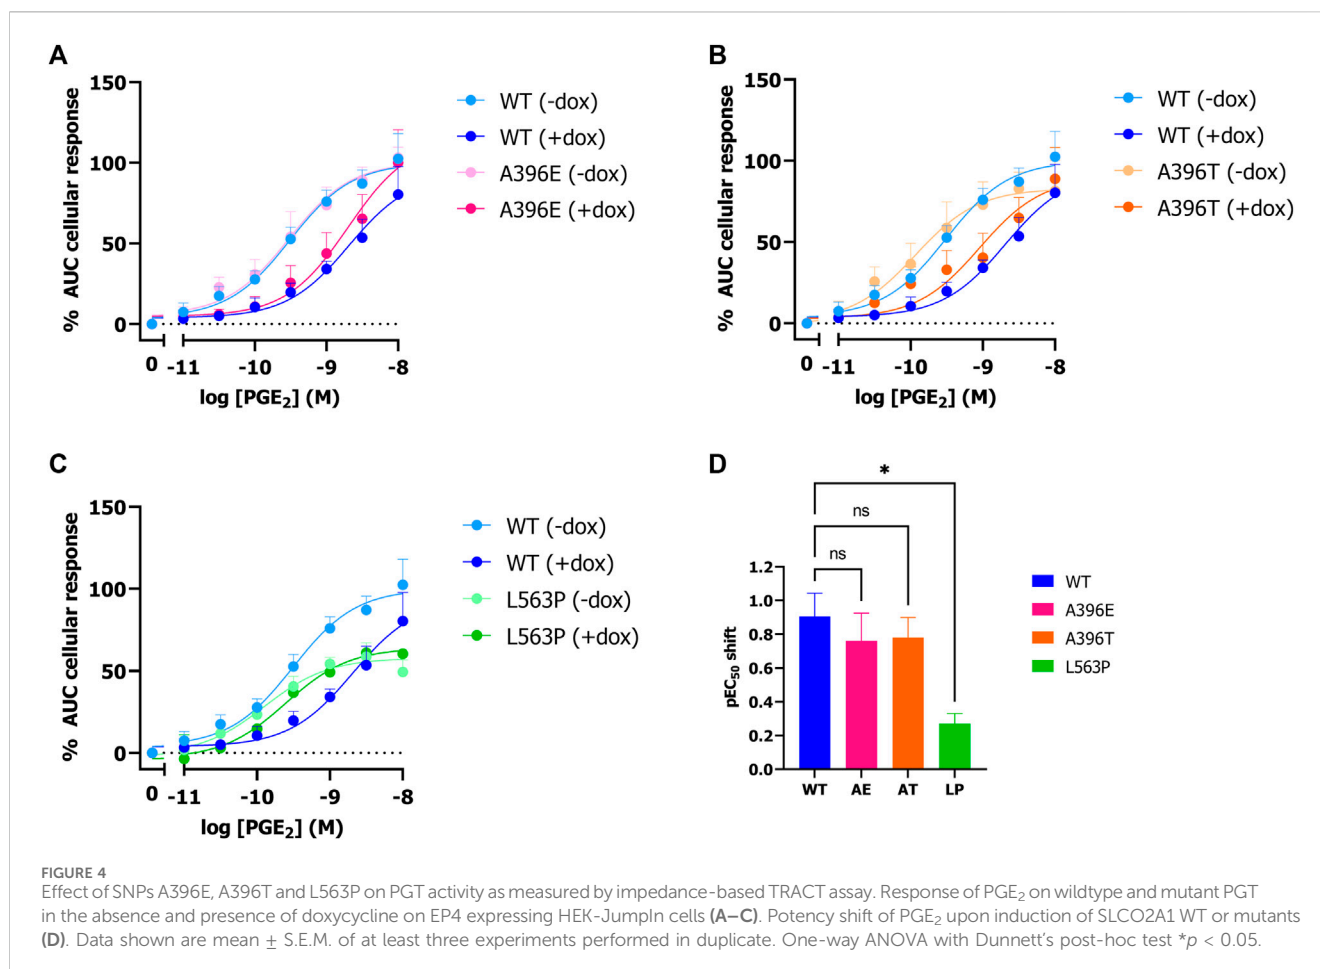 A
150
100
50
0
% AUC cellular response
0 -11 -10 -9 -8
log [PGE2] (M)
WT (-dox)
WT (+dox)
A396E (-dox)
A396E (+dox)
B
150
100
50
0
% AUC cellular response
0 -11 -10 -9 -8
log [PGE2] (M)
WT (-dox)
WT (+dox)
A396T (-dox)
A396T (+dox)
C
150
100
50
0
% AUC cellular response
0 -11 -10 -9 -8
log [PGE2] (M)
WT (-dox)
WT (+dox)
L563P (-dox)
L563P (+dox)
D
*
ns
ns
1.2
1.0
0.8
0.6
0.4
0.2
0.0
pEC50 shift
WT AE AT LP
WT
A396E
A396T
L563P
FIGURE 4
Effect of SNPs A396E, A396T and L563P on PGT activity as measured by impedance-based TRACT assay. Response of PGE2 on wildtype and mutant PGT
in the absence and presence of doxycycline on EP4 expressing HEK-JumpIn cells (A–C). Potency shift of PGE2 upon induction of SLCO2A1 WT or mutants
(D). Data shown are mean ± S.E.M. of at least three experiments performed in duplicate. One-way ANOVA with Dunnett's post-hoc test *p < 0.05.